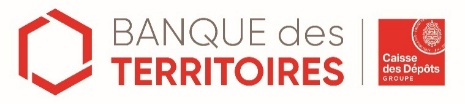 BANQUE des
TERRITOIRES
Caisse
des Dépôts
GROUPE